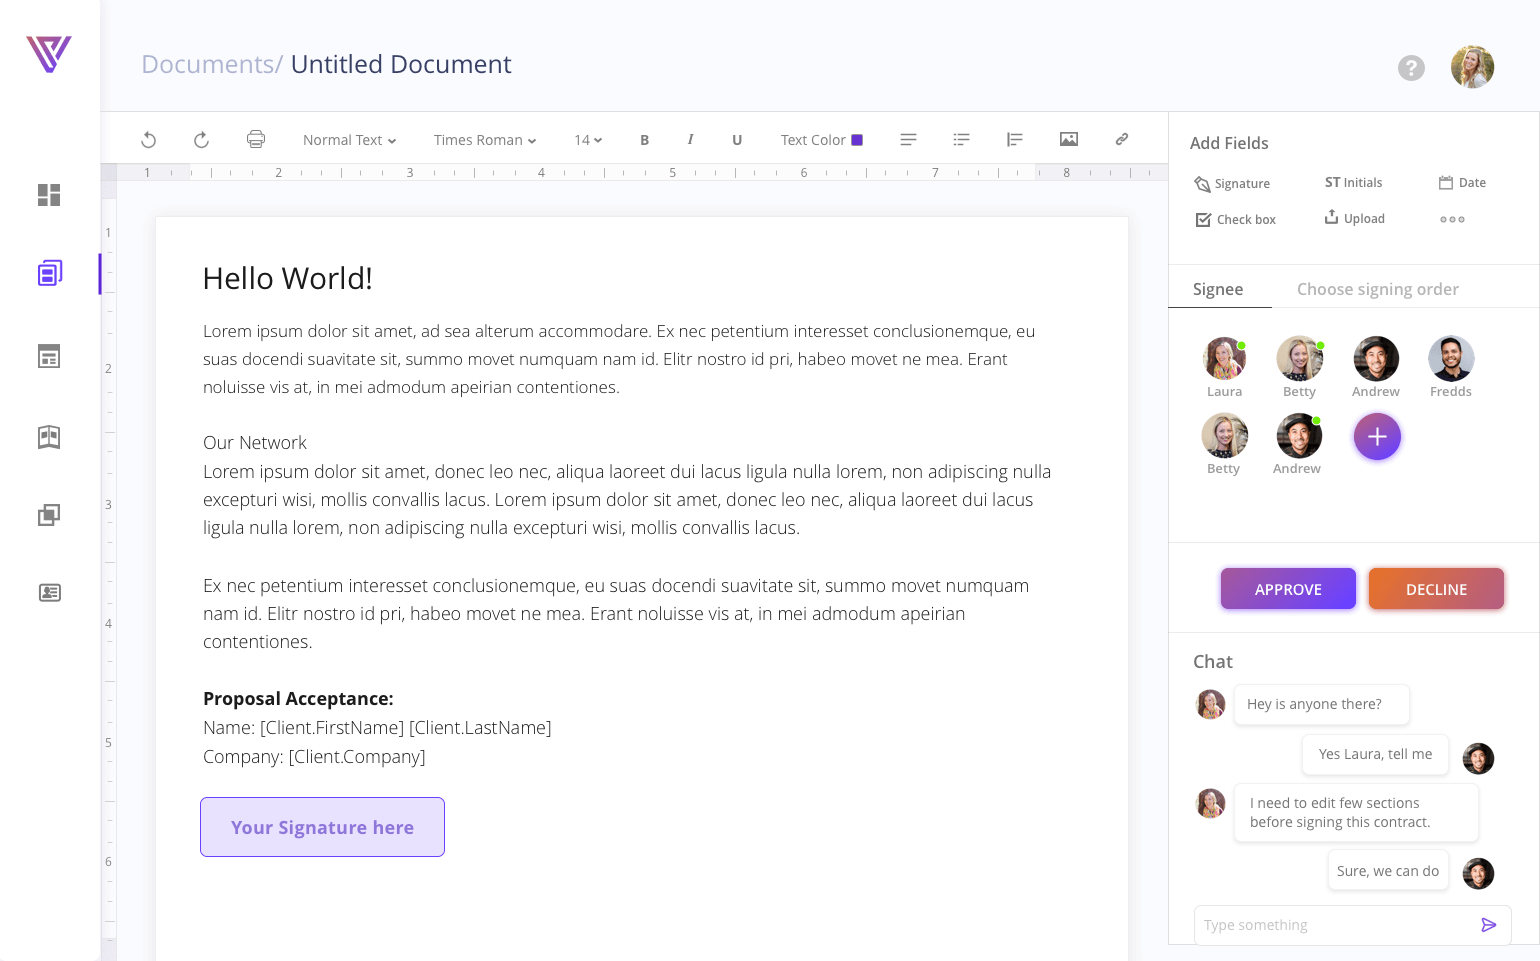 Documents/ Untitled Document
?
Normal Text
Times Roman
14
B
I
U
Text Color
1 2 3 4 5 6 7 8
1
2
3
4
5
6
Hello World!
Lorem ipsum dolor sit amet, ad sea alterum accommodare. Ex nec petentium interesset conclusionemque, eu
suas docendi suavitate sit, summo movet numquam nam id. Elitr nostro id pri, habeo movet ne mea. Erant
noluisse vis at, in mei admodum apeirian contentiones.
Our Network
Lorem ipsum dolor sit amet, donec leo nec, aliqua laoreet dui lacus ligula nulla lorem, non adipiscing nulla
excepturi wisi, mollis convallis lacus. Lorem ipsum dolor sit amet, donec leo nec, aliqua laoreet dui lacus
ligula nulla lorem, non adipiscing nulla excepturi wisi, mollis convallis lacus.
Ex nec petentium interesset conclusionemque, eu suas docendi suavitate sit, summo movet numquam
nam id. Elitr nostro id pri, habeo movet ne mea. Erant noluisse vis at, in mei admodum apeirian
contentiones.
Proposal Acceptance:
Name: [Client.FirstName] [Client.LastName]
Company: [Client.Company]
Your Signature here
Add Fields
Signature
ST Initials
Date
Check box
Upload
Signee
Choose signing order
Laura
Betty
Andrew
Fredds
Betty
Andrew
APPROVE
DECLINE
Chat
Hey is anyone there?
Yes Laura, tell me
I need to edit few sections
before signing this contract.
Sure, we can do
Type something